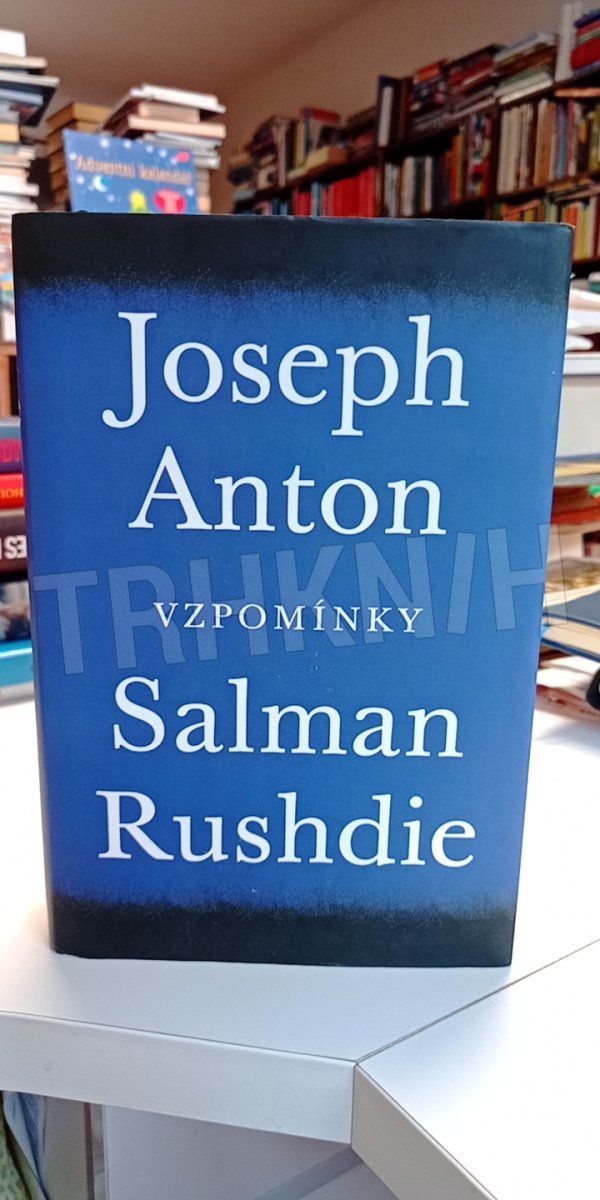 Adventní kalendář
Joseph
Anton
VZPOMÍNKY
TRHKNIH
Salman
Rushdie